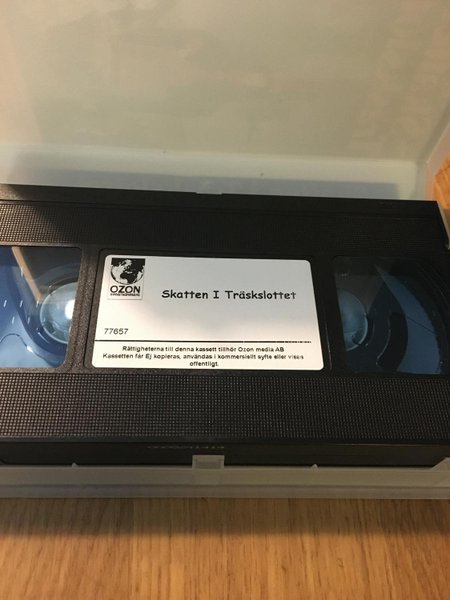 OZON
Skatten I Träskslottet
77657
Rättigheterna till denna kassett tillhör Ozon media AB
Kassetten får Ej kopieras, användas i kommersiellt syfte eller visas
offentligt.